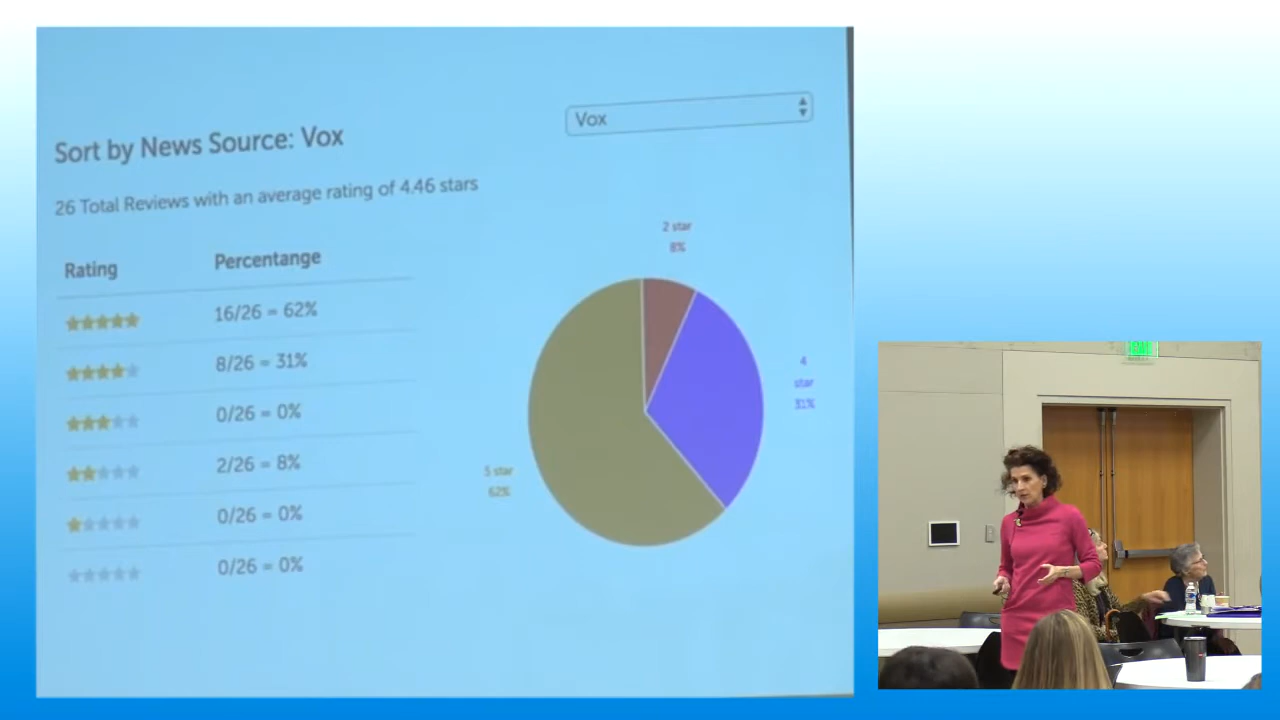 Vox
Sort by News Source: Vox
26 Total Reviews with an average rating of 4.46 stars
Rating Percentange
16/26 = 62%
8/26 = 31%
0/26 = 0%
2/26 = 8%
0/26 = 0%
0/26 = 0%
2 star
8%
4
star
31%
5 star
62%
EXIT